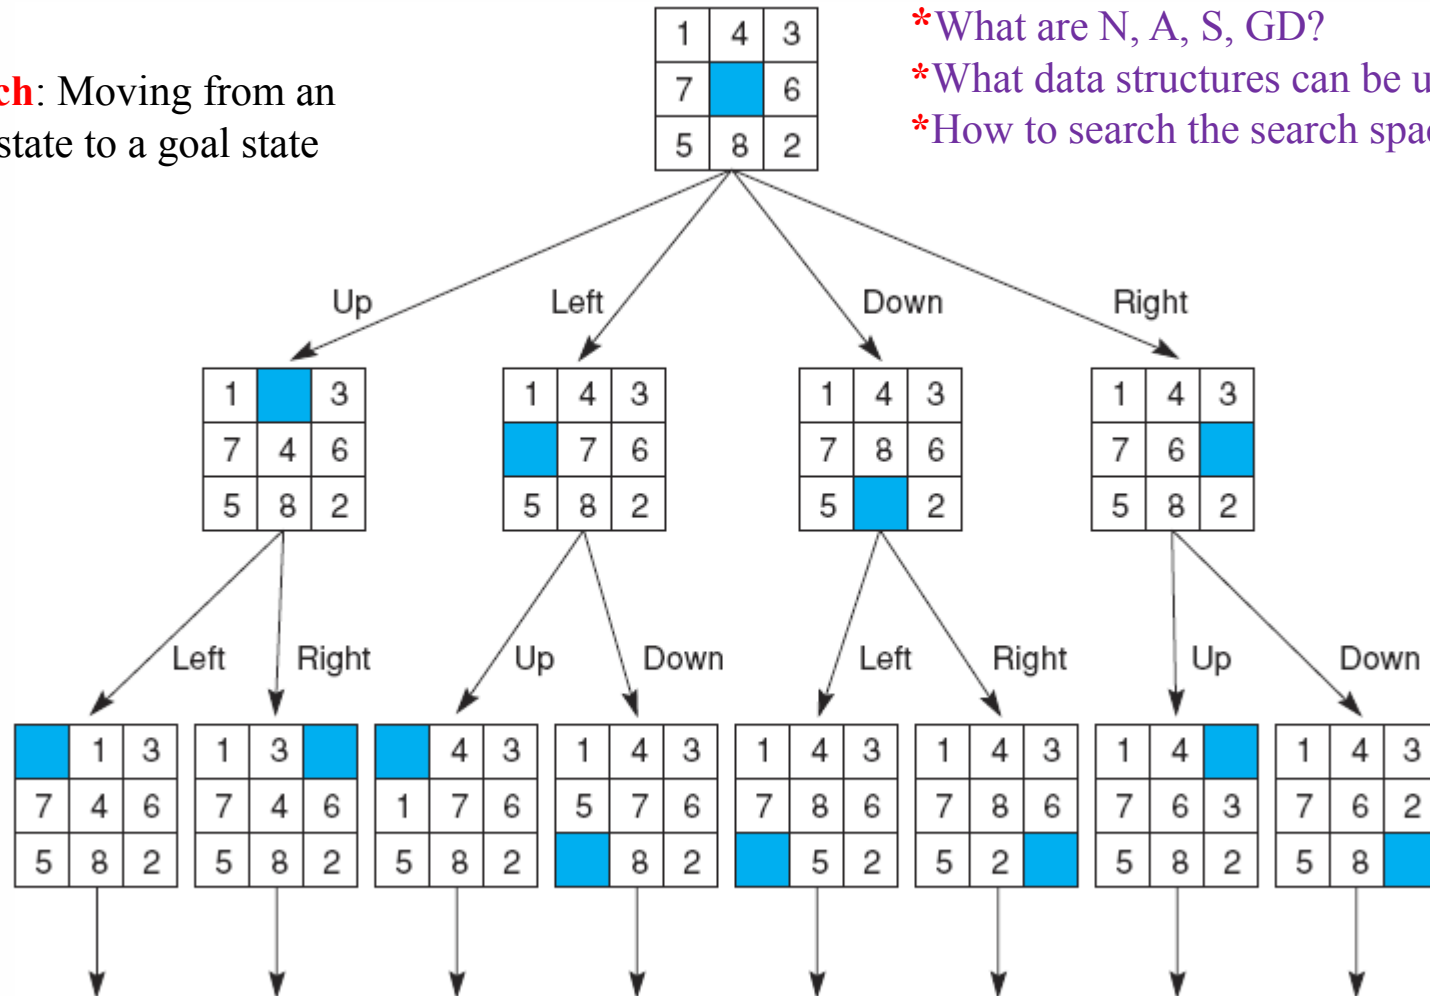 *What are N, A, S, GD?
ch: Moving from an
*What data structures can be u
state to a goal state
*How to search the search spac
1 4 3
7 6
5 8 2
Up Left Down Right
1 3 1 4 3 1 4 3 1 4 3
7 4 6 7 6 7 8 6 7 6
5 8 2 5 8 2 5 2 5 8 2
Left Right Up Down Left Right Up Down
1 3 1 3 4 3 1 4 3 1 4 3 1 4 3 1 4 1 4 3
7 4 6 7 4 6 1 7 6 5 7 6 7 8 6 7 8 6 7 6 3 7 6 2
5 8 2 5 8 2 5 8 2 8 2 5 2 5 2 5 8 2 5 8